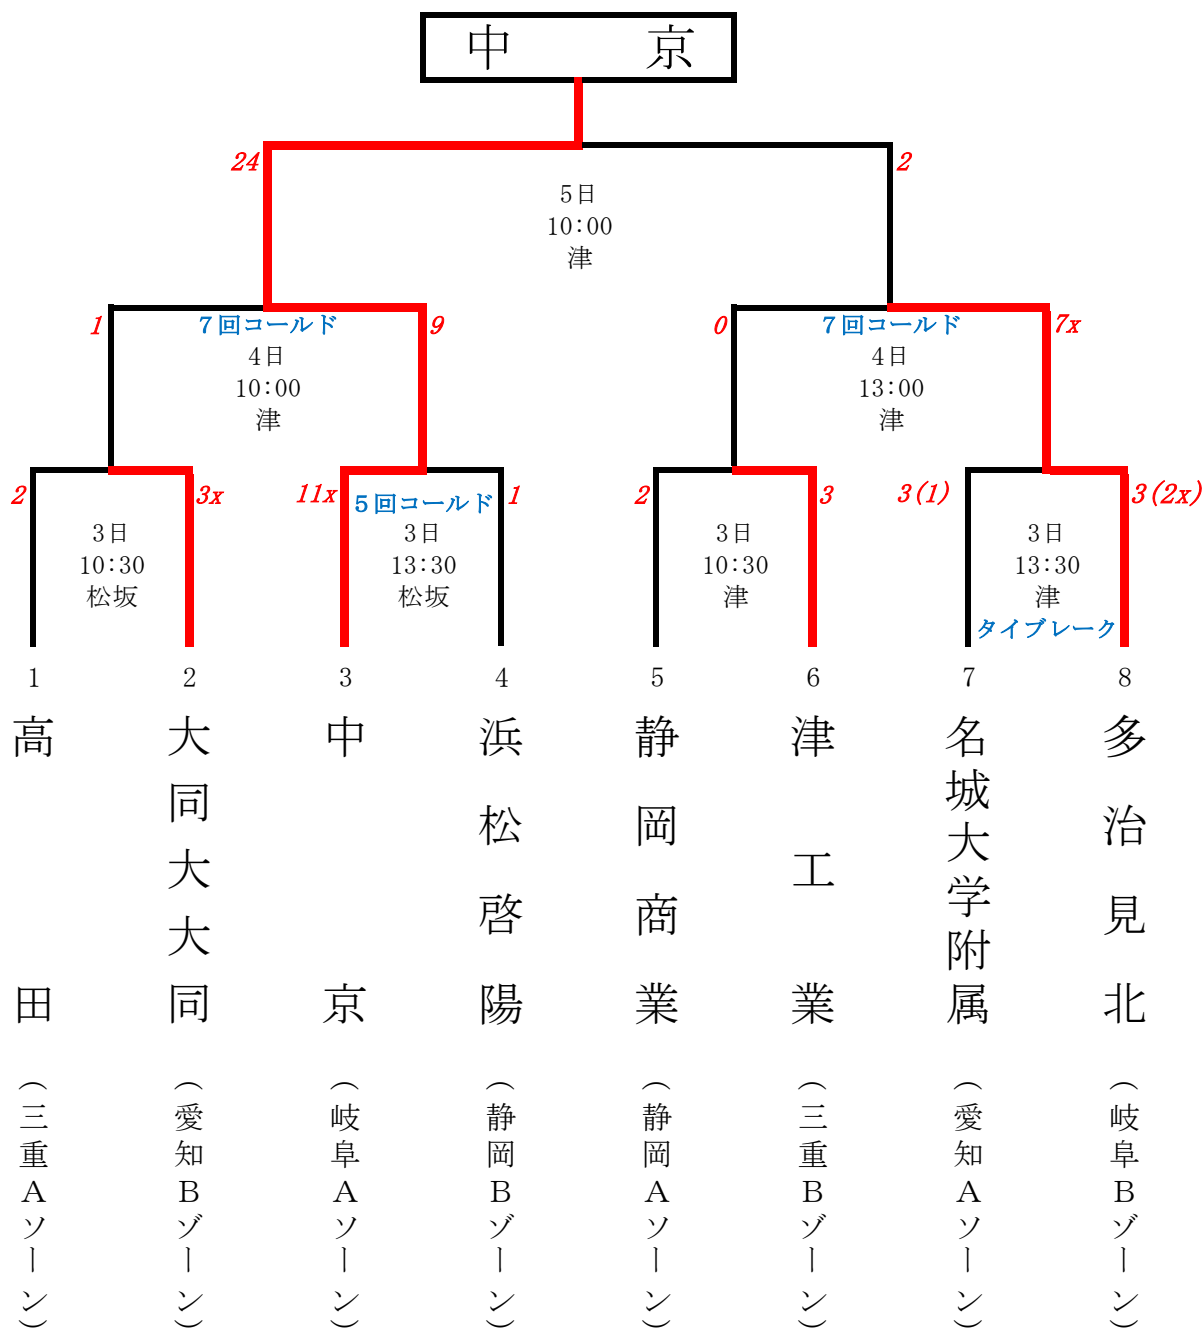 中 京
24
2
5日
10:00
津
1
7回コールド
9
4日
10:00
津
0
7回コールド
7x
4日
13:00
津
2
3x
3日
10:30
松坂
11x
5回コールド
1
3日
13:30
松坂
2
3
3日
10:30
津
3(1)
3(2x)
3日
13:30
津
タイブレーク
1
高田
(三重Aソーン)
2
大同大大同
(愛知Bゾーン)
3
中京
(岐阜Aソーン)
4
浜松啓陽
(静岡Bゾーン)
5
静岡商業
(静岡Aソーン)
6
津工業
(三重Bゾーン)
7
名城大学附属
(愛知Aソーン)
8
多治見北
(岐阜Bゾーン)